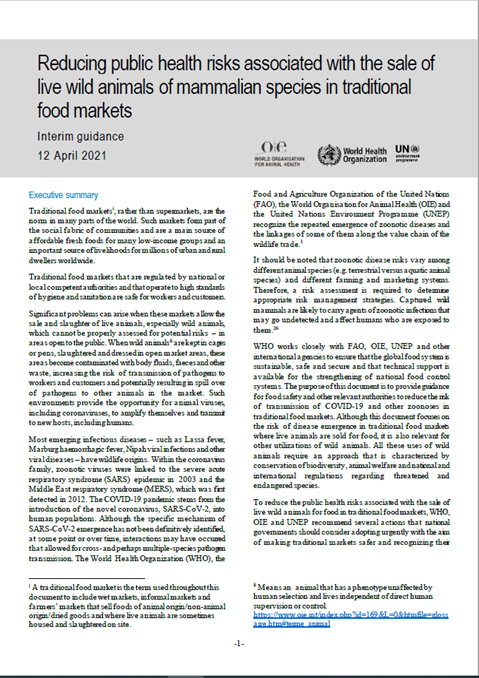 Reducing public health risks associated with the sale of
live wild animals of mammalian species in traditional
food markets
Interim guidance
12 April 2021
Oie
WORLD ORGANISATION
FOR ANIMAL HEALTH
World Health
Organization
UN
environment
programme
Executive summary
Traditional food marketsⁱ, rather than supermarkets, are the
norm in many parts of the world. Such markets form part of
the social fabric of communities and are a main source of
affordable fresh foods for many low-income groups and an
important source of livelihoods for millions of urban and rural
dwellers worldwide.
Traditional food markets that are regulated by national or
local competent authorities and that operate to high standards
of hygiene and sanitation are safe for workers and customers.
Significant problems can arise when these markets allow the
sale and slaughter of live animals, especially wild animals,
which cannot be properly assessed for potential risks – in
areas open to the public. When wild animalsⁱⁱ are kept in cages
or pens, slaughtered and dressed in open market areas, these
areas become contaminated with body fluids, faeces and other
waste, increasing the risk of transmission of pathogens to
workers and customers and potentially resulting in spill over
of pathogens to other animals in the market. Such
environments provide the opportunity for animal viruses,
including coronaviruses, to amplify themselves and transmit
to new hosts, including humans.
Most emerging infectious diseases – such as Lassa fever,
Marburg haemorrhagic fever, Nipah viral infections and other
viral diseases – have wildlife origins. Within the coronavirus
family, zoonotic viruses were linked to the severe acute
respiratory syndrome (SARS) epidemic in 2003 and the
Middle East respiratory syndrome (MERS), which was first
detected in 2012. The COVID-19 pandemic stems from the
introduction of the novel coronavirus, SARS-CoV-2, into
human populations. Although the specific mechanism of
SARS-CoV-2 emergence has not been definitively identified,
at some point or over time, interactions may have occurred
that allowed for cross- and perhaps multiple-species pathogen
transmission. The World Health Organization (WHO), the
ⁱ A traditional food market is the term used throughout this
document to include wet markets, informal markets and
farmers' markets that sell foods of animal origin/non-animal
origin/dried goods and where live animals are sometimes
housed and slaughtered on site.
Food and Agriculture Organization of the United Nations
(FAO), the World Organisation for Animal Health (OIE) and
the United Nations Environment Programme (UNEP)
recognize the repeated emergence of zoonotic diseases and
the linkages of some of them along the value chain of the
wildlife trade.¹
It should be noted that zoonotic disease risks vary among
different animal species (e.g. terrestrial versus aquatic animal
species) and different farming and marketing systems.
Therefore, a risk assessment is required to determine
appropriate risk management strategies. Captured wild
mammals are likely to carry agents of zoonotic infections that
may go undetected and affect humans who are exposed to
them.²⁶
WHO works closely with FAO, OIE, UNEP and other
international agencies to ensure that the global food system is
sustainable, safe and secure and that technical support is
available for the strengthening of national food control
systems. The purpose of this document is to provide guidance
for food safety and other relevant authorities to reduce the risk
of transmission of COVID-19 and other zoonoses in
traditional food markets. Although this document focuses on
the risk of disease emergence in traditional food markets
where live animals are sold for food, it is also relevant for
other utilizations of wild animals. All these uses of wild
animals require an approach that is characterized by
conservation of biodiversity, animal welfare and national and
international regulations regarding threatened and
endangered species.
To reduce the public health risks associated with the sale of
live wild animals for food in traditional food markets, WHO,
OIE and UNEP recommend several actions that national
governments should consider adopting urgently with the aim
of making traditional markets safer and recognizing their
ⁱⁱ Means an animal that has a phenotype unaffected by
human selection and lives independent of direct human
supervision or control.
https://www.oie.int/index.php?id=169&L=0&htmfile=gloss
aire.htm#terme_animal
-1-